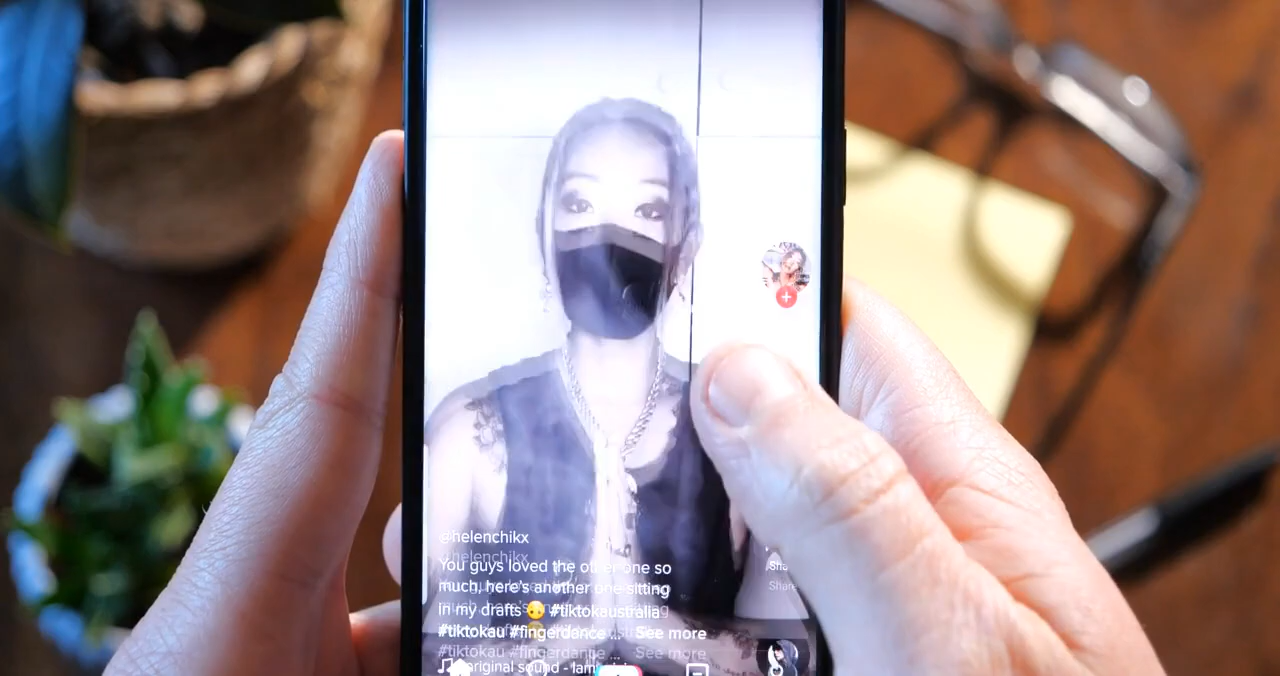 @helenchikx
You guys loved the other one so
much, here's another one sitting
in my drafts 😳 #tiktokaustralia
#tiktokau #fingerdance ... See more
original sound - 
Share